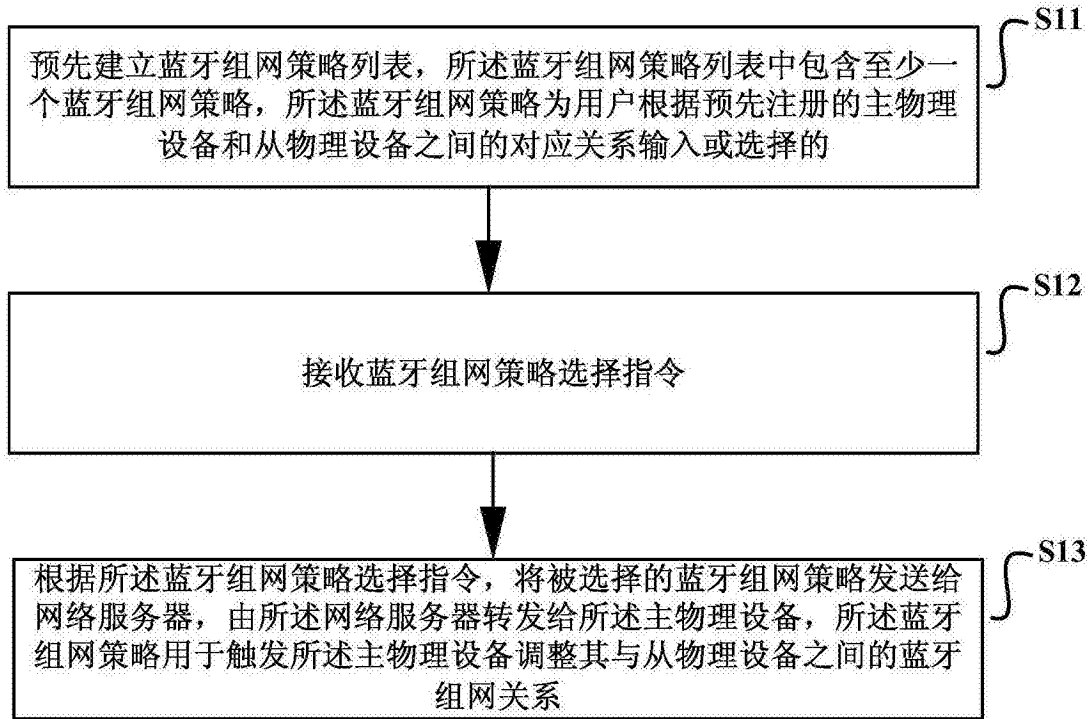 S11
预先建立蓝牙组网策略列表，所述蓝牙组网策略列表中包含至少一
个蓝牙组网策略，所述蓝牙组网策略为用户根据预先注册的主物理
设备和从物理设备之间的对应关系输入或选择的
S12
接收蓝牙组网策略选择指令
S13
根据所述蓝牙组网策略选择指令，将被选择的蓝牙组网策略发送给
网络服务器，由所述网络服务器转发给所述主物理设备，所述蓝牙
组网策略用于触发所述主物理设备调整其与从物理设备之间的蓝牙
组网关系